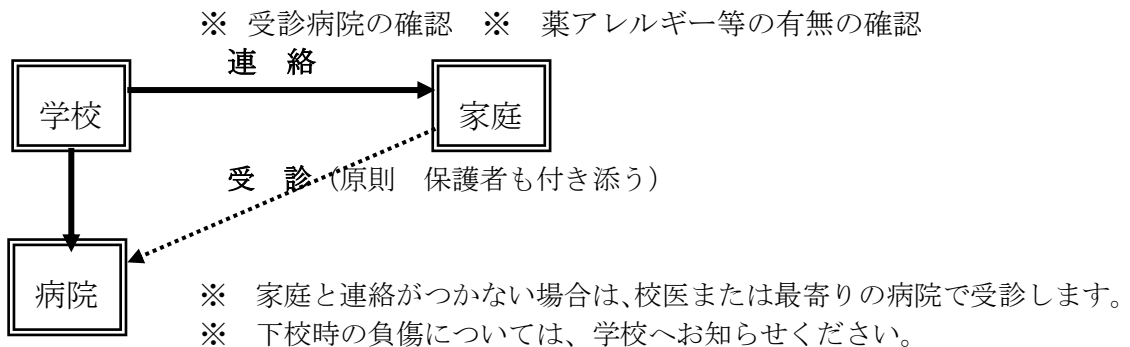 ※ 受診病院の確認 ※　薬アレルギー等の有無の確認
連　絡
学校
家庭
受　診（原則　保護者も付き添う）
病院
※　家庭と連絡がつかない場合は、校医または最寄りの病院で受診します。
※　下校時の負傷については、学校へお知らせください。